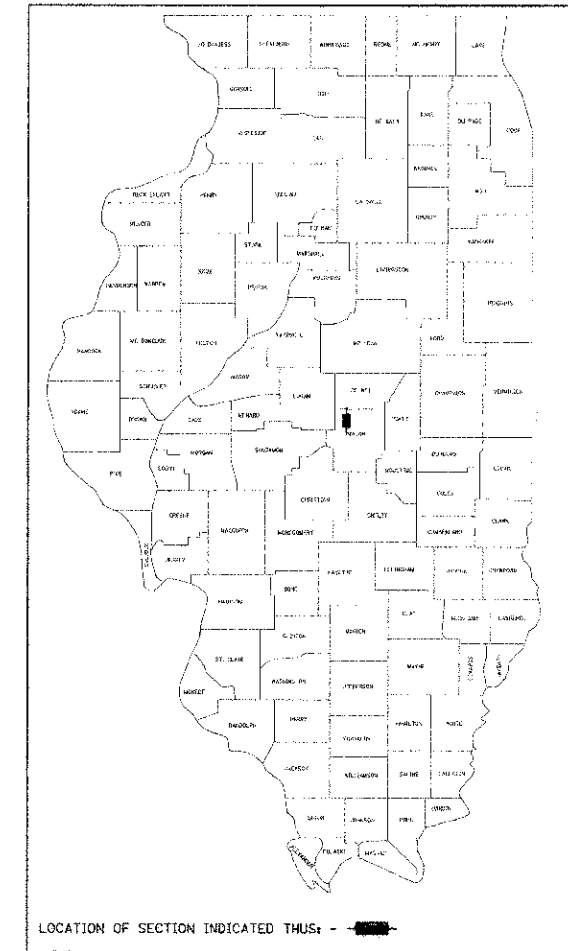 JO DAVIESS STEPHENSON WINNEBAGO BOONE MC HENRY LAKE
CARROLL OGLE
DE KALB KANE DU PAGE COOK
WHITESIDE LEE
KENDALL WILL
ROCK ISLAND HENRY BUREAU LA SALLE GRUNDY
MERCER PUTNAM KANKAKEE
STARK MARSHALL LIVINGSTON
HENDERSON WARREN KNOX PEORIA WOODFORD IROQUOIS
HANCOCK MC DONOUGH FULTON TAZEWELL MC LEAN FORD
SCHUYLER MASON LOGAN DE WITT CHAMPAIGN VERMILION
ADAMS BROWN CASS MENARD MACON PIATT
PIKE SCOTT MORGAN SANGAMON MOULTRIE DOUGLAS EDGAR
CHRISTIAN COLES
GREENE MACOUPIN MONTGOMERY SHELBY CUMBERLAND CLARK
JERSEY FAYETTE EFFINGHAM JASPER CRAWFORD
MADISON BOND CLAY RICHLAND LAWRENCE
CLINTON MARION
ST. CLAIR WAYNE EDWARDS WABASH
MONROE WASHINGTON JEFFERSON
RANDOLPH PERRY HAMILTON WHITE
FRANKLIN
JACKSON WILLIAMSON SALINE GALLATIN
UNION JOHNSON POPE HARDIN
ALEXANDER PULASKI MASSAC
LOCATION OF SECTION INDICATED THUS: -